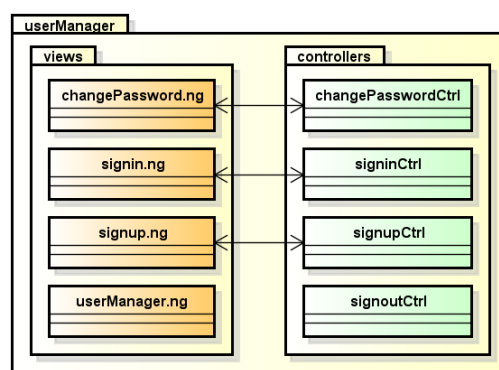 userManager
views
controllers
changePassword.ng
changePasswordCtrl
signin.ng
signinCtrl
signup.ng
signupCtrl
userManager.ng
signoutCtrl